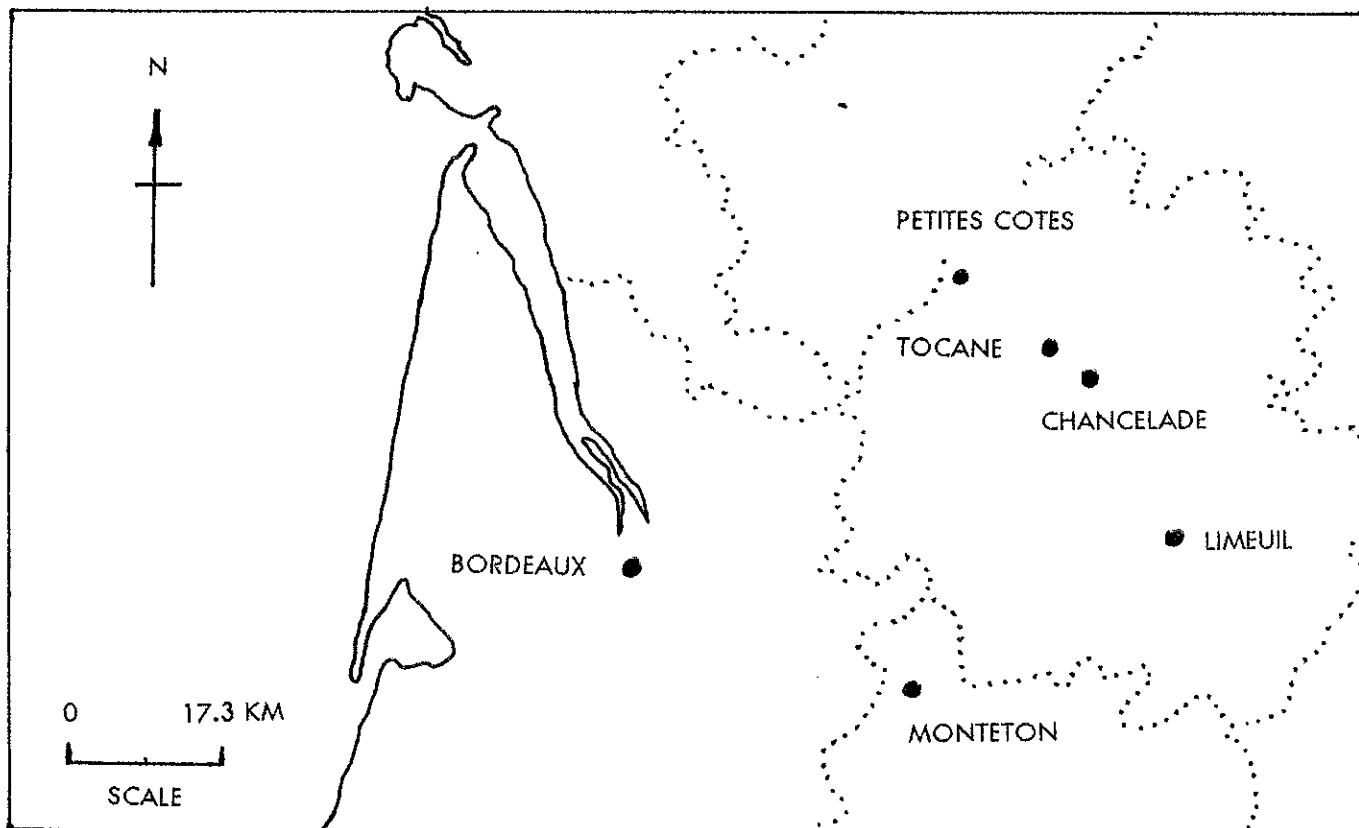 N
PETITES COTES
TOCANE
CHANCELADE
BORDEAUX
LIMEUIL
0 17.3 KM
MONTETON
SCALE